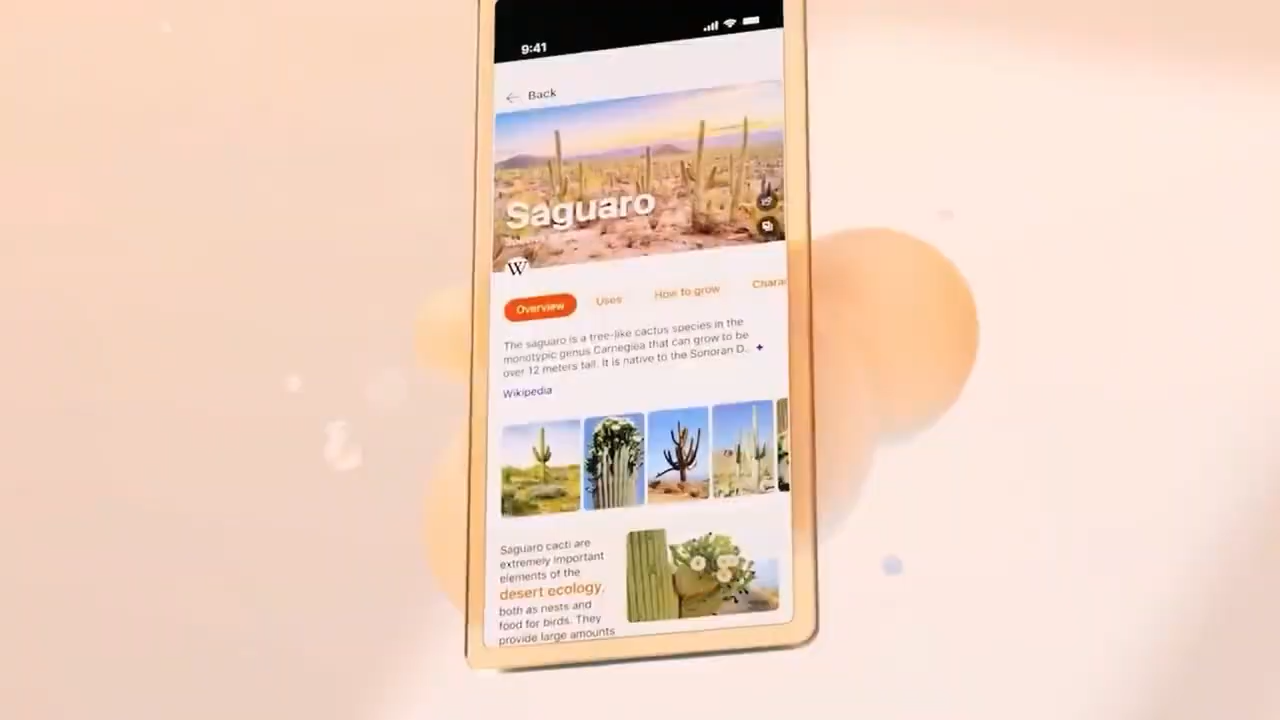 9:41
Back
Saguaro
W
Overview
Uses
How to grow
Chara
The saguaro is a tree-like cactus species in the
monotypic genus Carnegiea that can grow to be
over 12 meters tall. It is native to the Sonoran D..
Wikipedia
Saguaro cacti are
extremely important
elements of the
desert ecology,
both as nests and
food for birds. They
provide large amounts